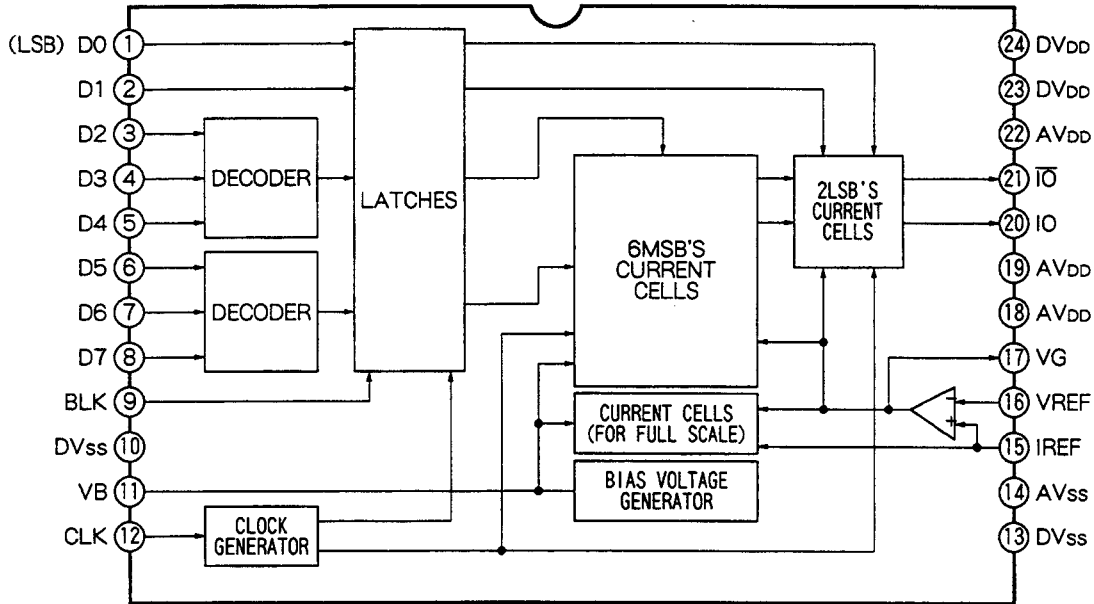 (LSB) D0 1
D1 2
D2 3
D3 4
D4 5
D5 6
D6 7
D7 8
BLK 9
DVss 10
VB 11
CLK 12
DECODER
DECODER
LATCHES
CLOCK
GENERATOR
6MSB'S
CURRENT
CELLS
2LSB'S
CURRENT
CELLS
CURRENT CELLS
(FOR FULL SCALE)
BIAS VOLTAGE
GENERATOR
-
+
24 DVDD
23 DVDD
22 AVDD
21 I̅O̅
20 IO
19 AVDD
18 AVDD
17 VG
16 VREF
15 IREF
14 AVss
13 DVss